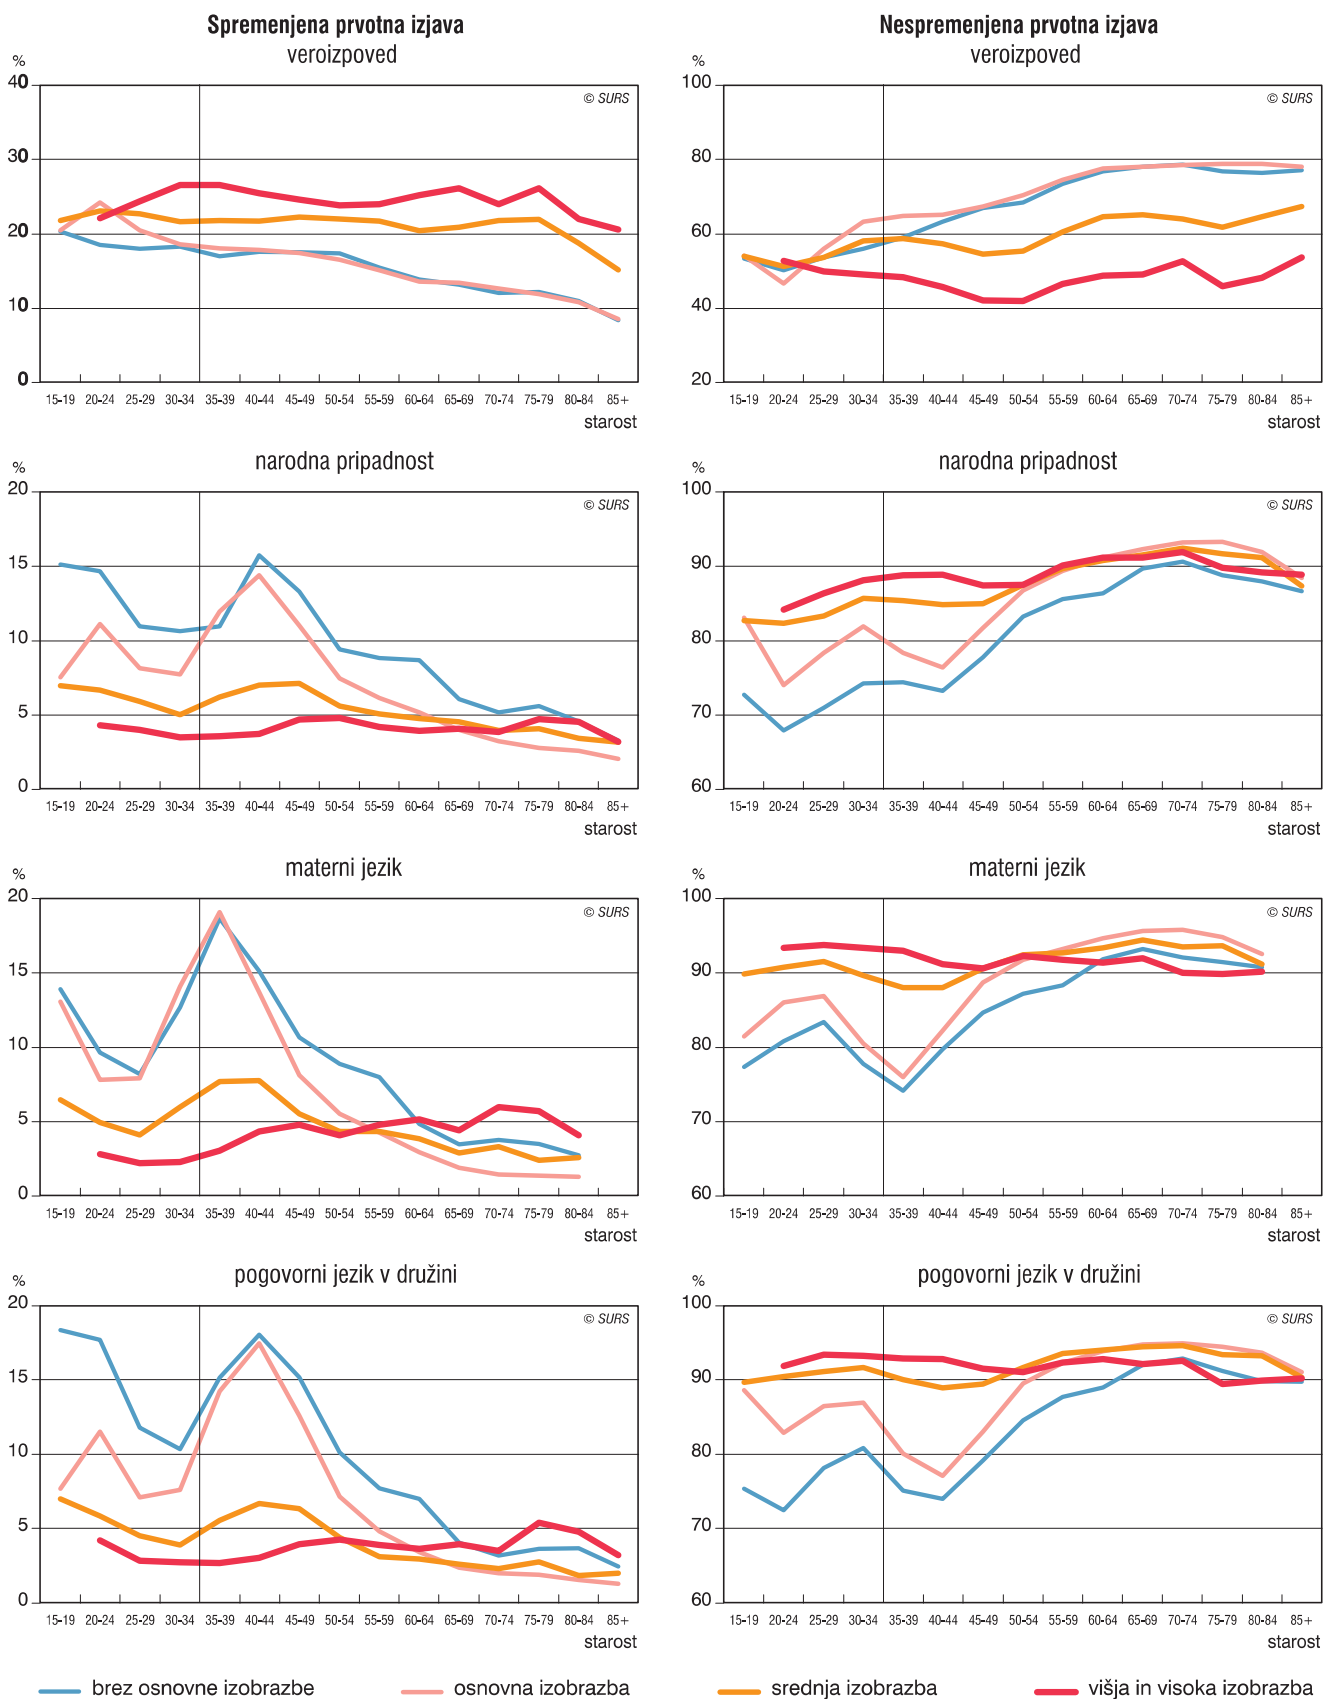 Spremenjena prvotna izjava
veroizpoved
%
40
30
20
10
0
© SURS
15-19 20-24 25-29 30-34 35-39 40-44 45-49 50-54 55-59 60-64 65-69 70-74 75-79 80-84 85+
starost
Nespremenjena prvotna izjava
veroizpoved
%
100
80
60
40
20
© SURS
15-19 20-24 25-29 30-34 35-39 40-44 45-49 50-54 55-59 60-64 65-69 70-74 75-79 80-84 85+
starost
narodna pripadnost
%
20
15
10
5
0
© SURS
15-19 20-24 25-29 30-34 35-39 40-44 45-49 50-54 55-59 60-64 65-69 70-74 75-79 80-84 85+
starost
narodna pripadnost
%
100
90
80
70
60
© SURS
15-19 20-24 25-29 30-34 35-39 40-44 45-49 50-54 55-59 60-64 65-69 70-74 75-79 80-84 85+
starost
materni jezik
%
20
15
10
5
0
© SURS
15-19 20-24 25-29 30-34 35-39 40-44 45-49 50-54 55-59 60-64 65-69 70-74 75-79 80-84 85+
starost
materni jezik
%
100
90
80
70
60
© SURS
15-19 20-24 25-29 30-34 35-39 40-44 45-49 50-54 55-59 60-64 65-69 70-74 75-79 80-84 85+
starost
pogovorni jezik v družini
%
20
15
10
5
0
© SURS
15-19 20-24 25-29 30-34 35-39 40-44 45-49 50-54 55-59 60-64 65-69 70-74 75-79 80-84 85+
starost
pogovorni jezik v družini
%
100
90
80
70
60
© SURS
15-19 20-24 25-29 30-34 35-39 40-44 45-49 50-54 55-59 60-64 65-69 70-74 75-79 80-84 85+
starost
brez osnovne izobrazbe osnovna izobrazba srednja izobrazba višja in visoka izobrazba